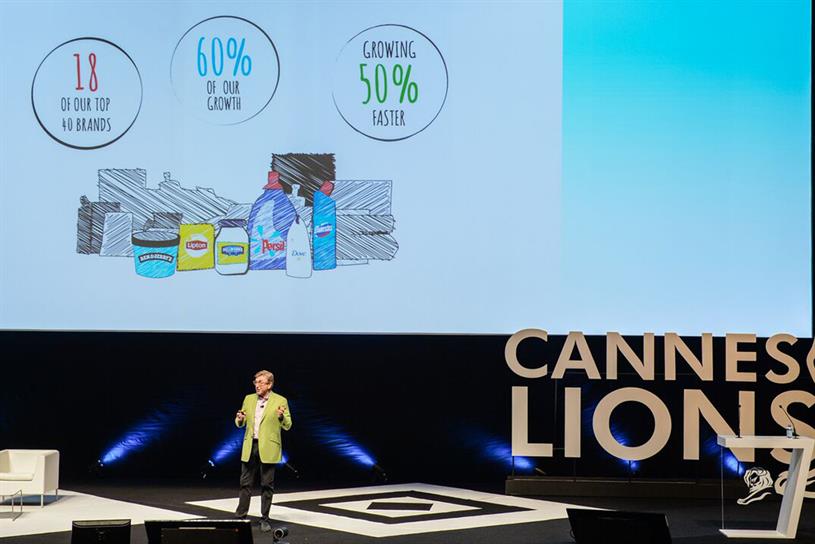 18
OF OUR TOP
40 BRANDS
60%
OF OUR
GROWTH
GROWING
50%
FASTER
BEN & JERRY'S
Lipton
Persil
Dove
CANNES
LIONS